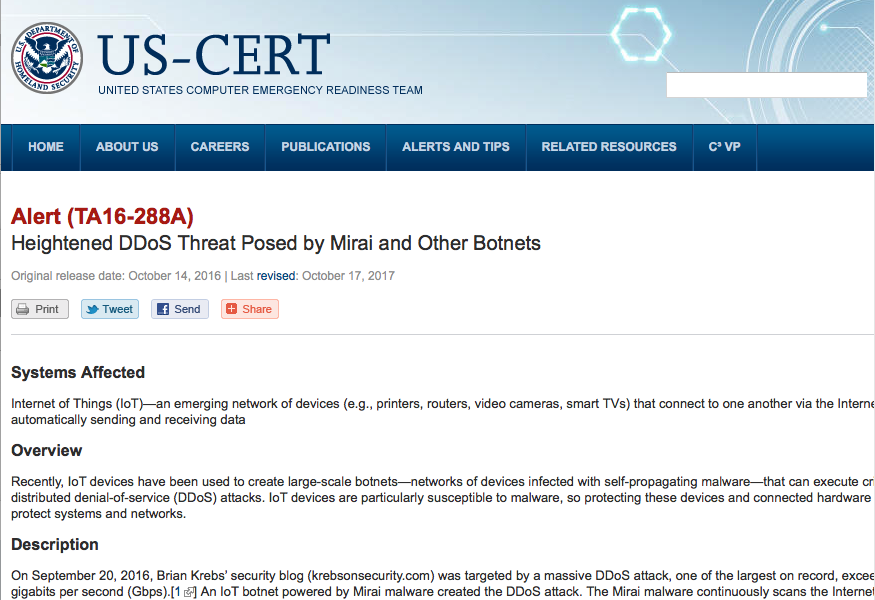 U.S. DEPARTMENT OF
HOMELAND SECURITY
US-CERT
UNITED STATES COMPUTER EMERGENCY READINESS TEAM
HOME ABOUT US CAREERS PUBLICATIONS ALERTS AND TIPS RELATED RESOURCES C³ VP
Alert (TA16-288A)
Heightened DDoS Threat Posed by Mirai and Other Botnets
Original release date: October 14, 2016 | Last revised: October 17, 2017
Print Tweet Send Share
Systems Affected
Internet of Things (IoT)—an emerging network of devices (e.g., printers, routers, video cameras, smart TVs) that connect to one another via the Interne
automatically sending and receiving data
Overview
Recently, IoT devices have been used to create large-scale botnets—networks of devices infected with self-propagating malware—that can execute cr
distributed denial-of-service (DDoS) attacks. IoT devices are particularly susceptible to malware, so protecting these devices and connected hardware
protect systems and networks.
Description
On September 20, 2016, Brian Krebs' security blog (krebsonsecurity.com) was targeted by a massive DDoS attack, one of the largest on record, excee
gigabits per second (Gbps).[1] An IoT botnet powered by Mirai malware created the DDoS attack. The Mirai malware continuously scans the Internet